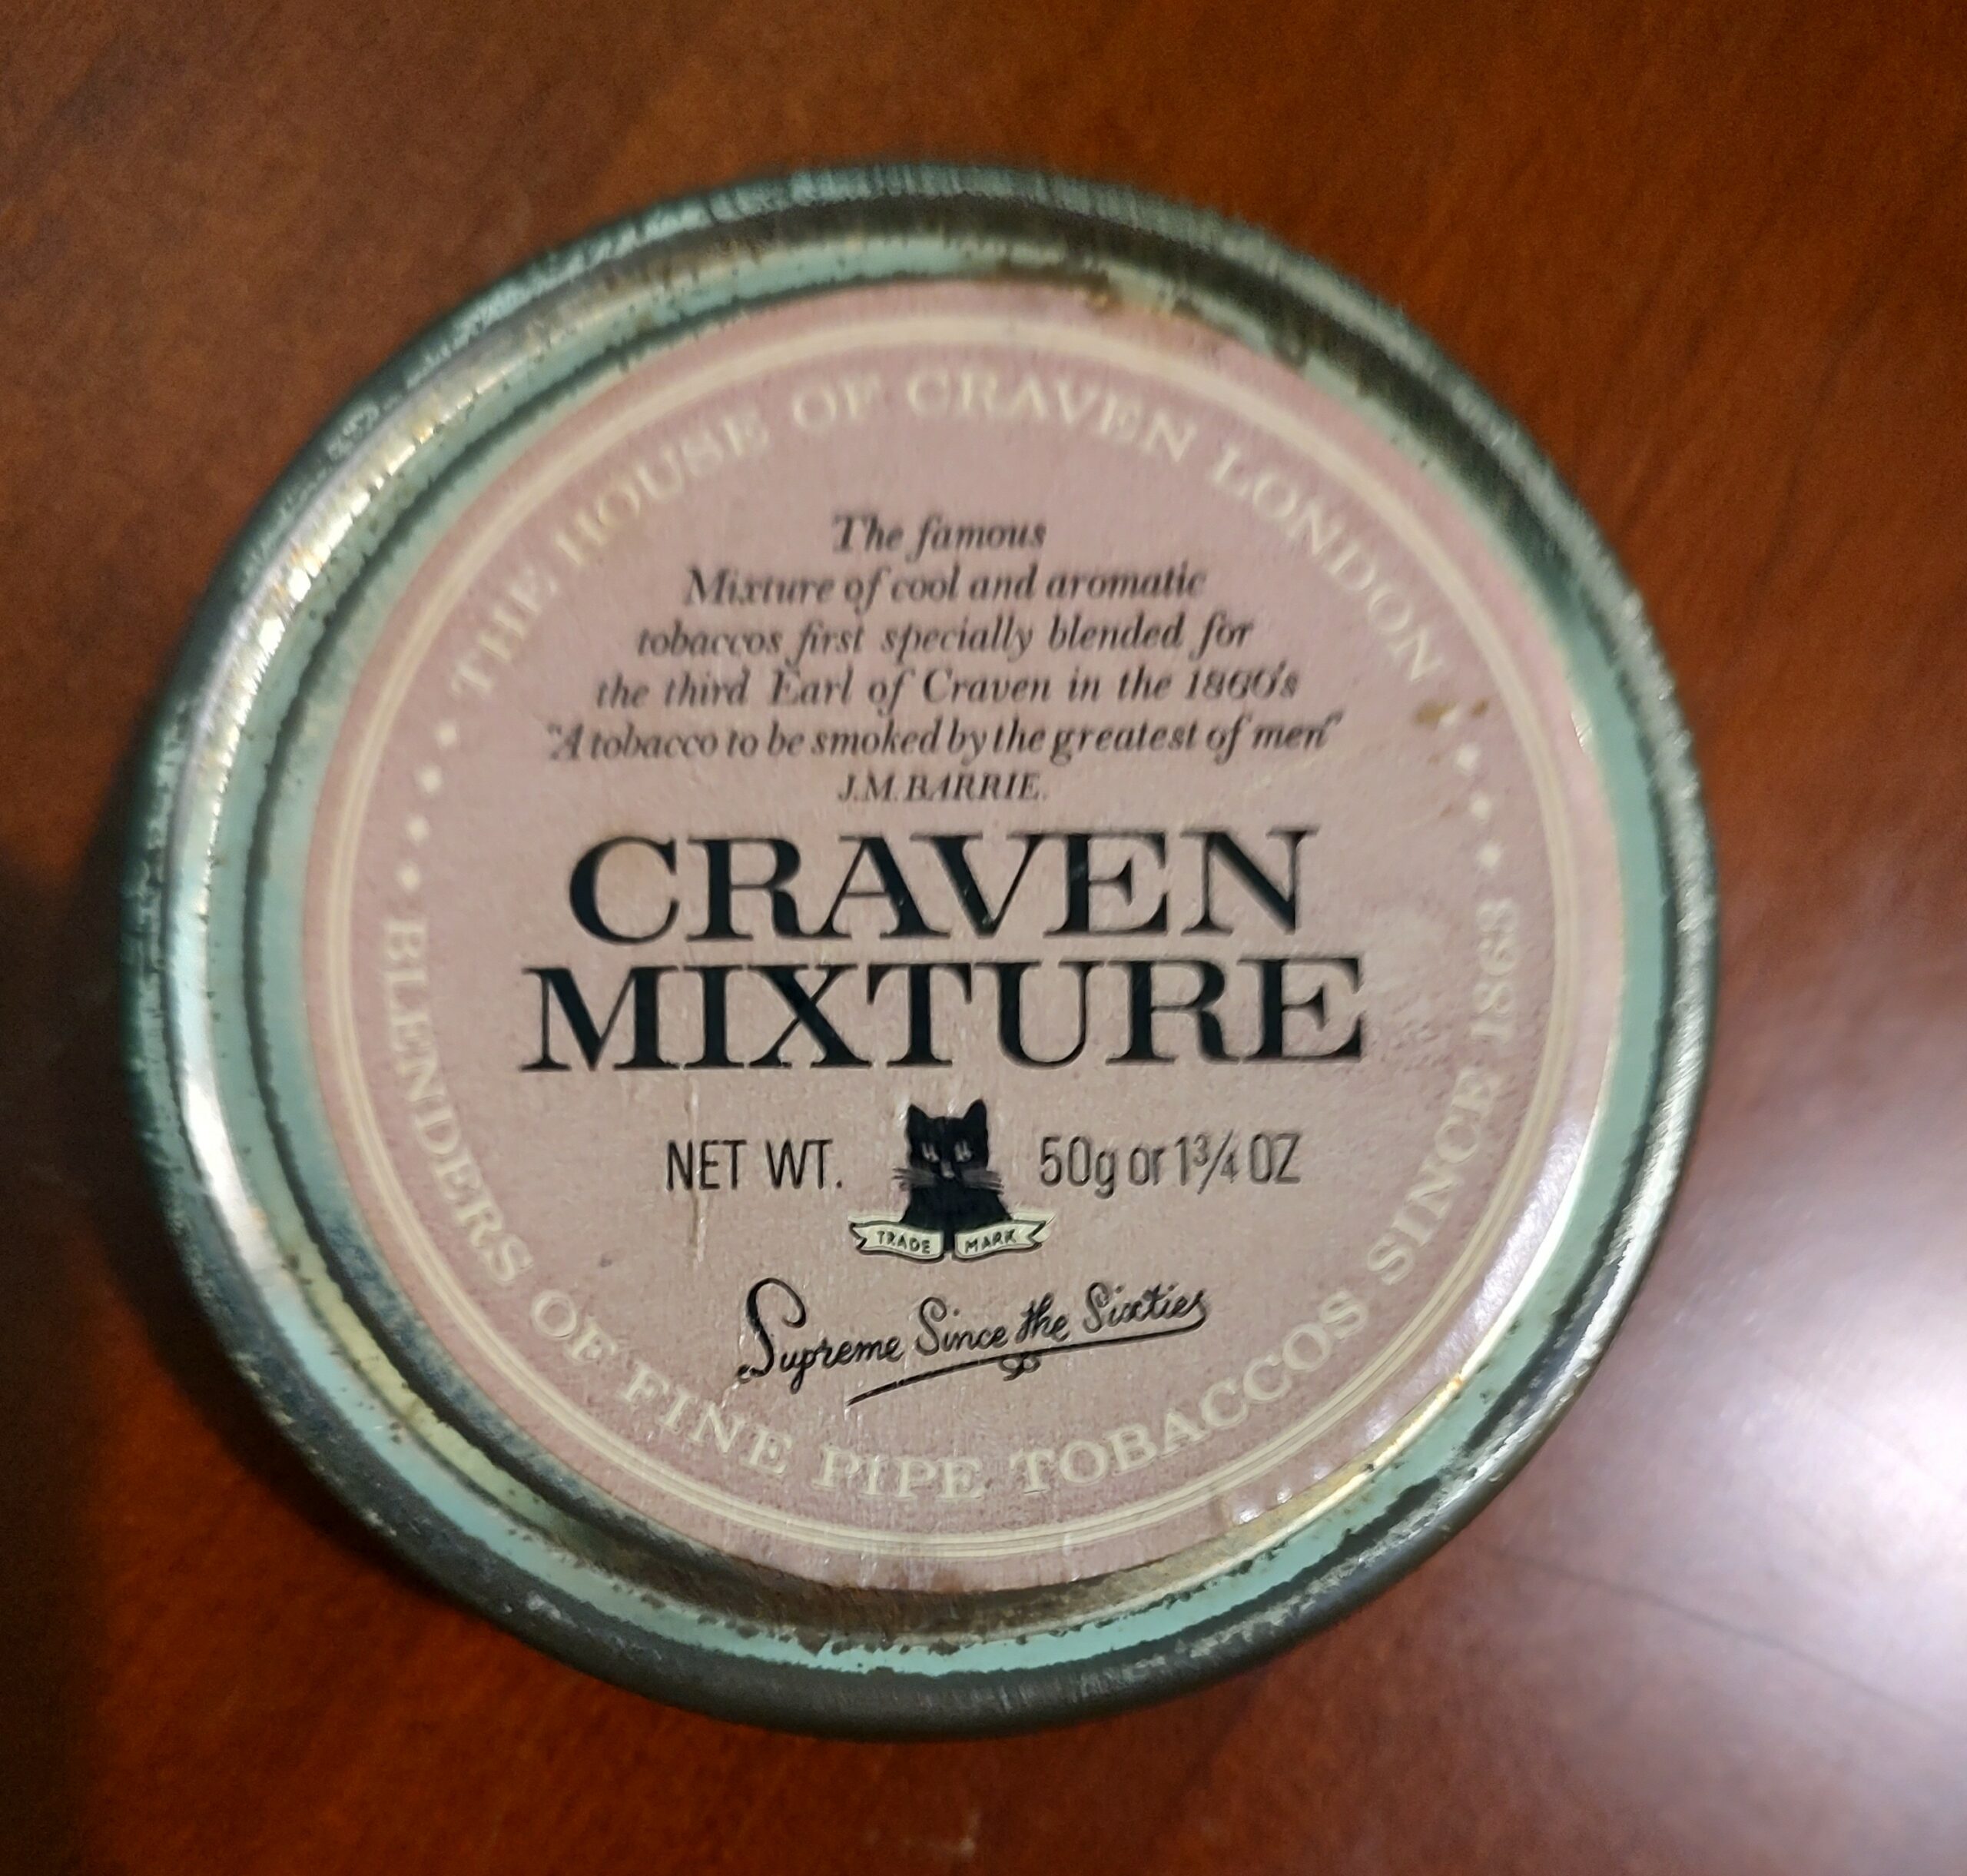 THE HOUSE OF CRAVEN LONDON
The famous
Mixture of cool and aromatic
tobaccos first specially blended for
the third Earl of Craven in the 1860's
"A tobacco to be smoked by the greatest of men"
J.M. BARRIE.
CRAVEN
MIXTURE
NET WT. 50g or 1¾ OZ
TRADE MARK
Supreme Since the Sixties
BLENDERS OF FINE PIPE TOBACCOS SINCE 1863